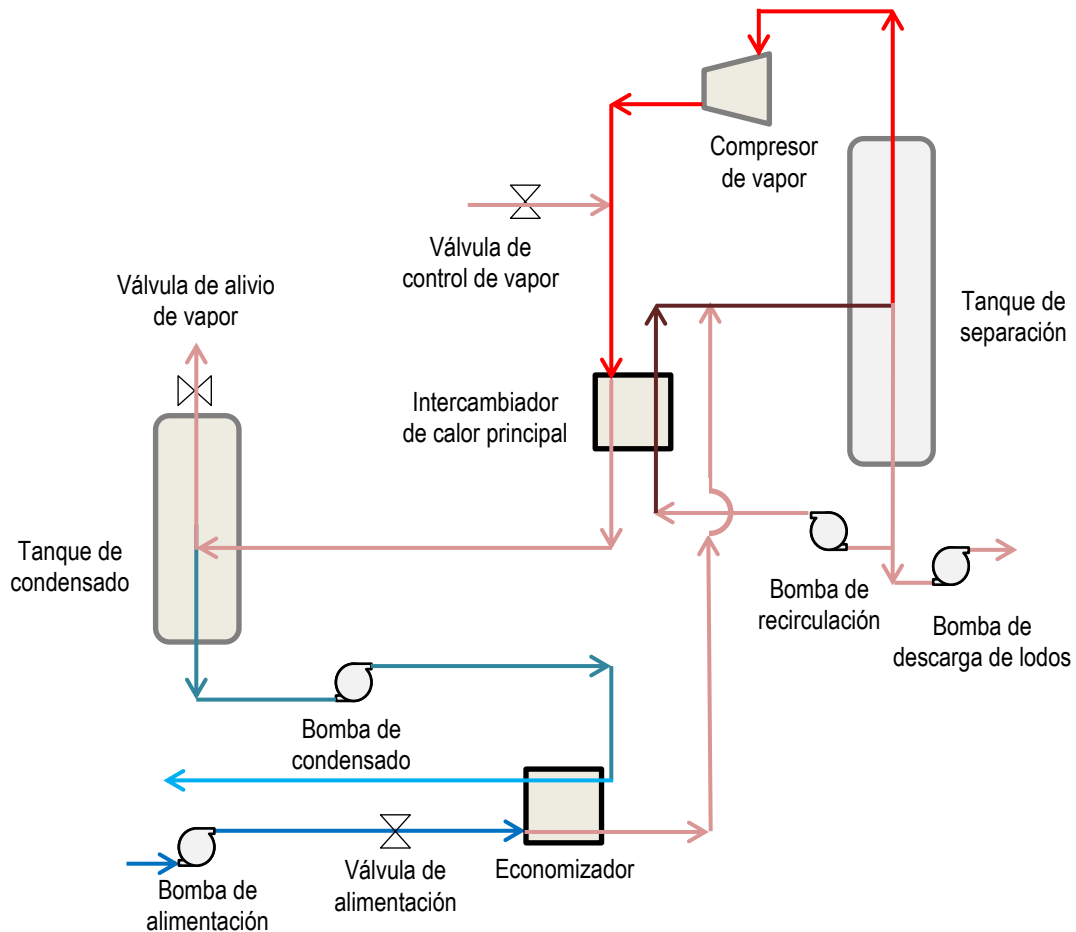 Compresor
de vapor
Válvula de
control de vapor
Válvula de alivio
de vapor
Tanque de
separación
Intercambiador
de calor principal
Tanque de
condensado
Bomba de
recirculación
Bomba de
descarga de lodos
Bomba de
condensado
Economizador
Válvula de
alimentación
Bomba de
alimentación